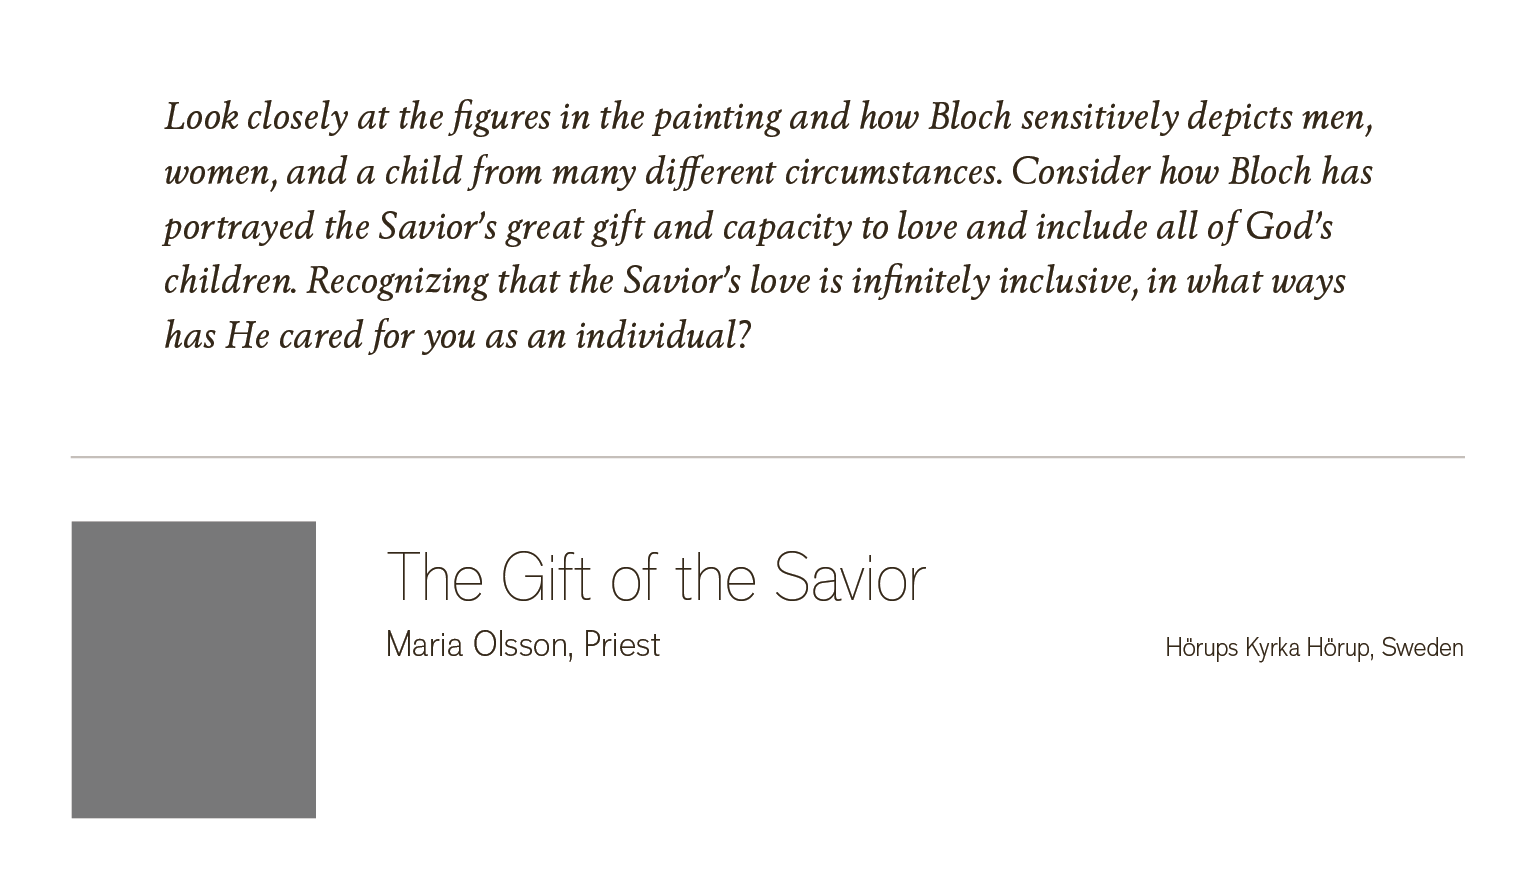 Look closely at the figures in the painting and how Bloch sensitively depicts men,
women, and a child from many different circumstances. Consider how Bloch has
portrayed the Savior’s great gift and capacity to love and include all of God’s
children. Recognizing that the Savior’s love is infinitely inclusive, in what ways
has He cared for you as an individual?
The Gift of the Savior
Maria Olsson, Priest
Hörups Kyrka Hörup, Sweden